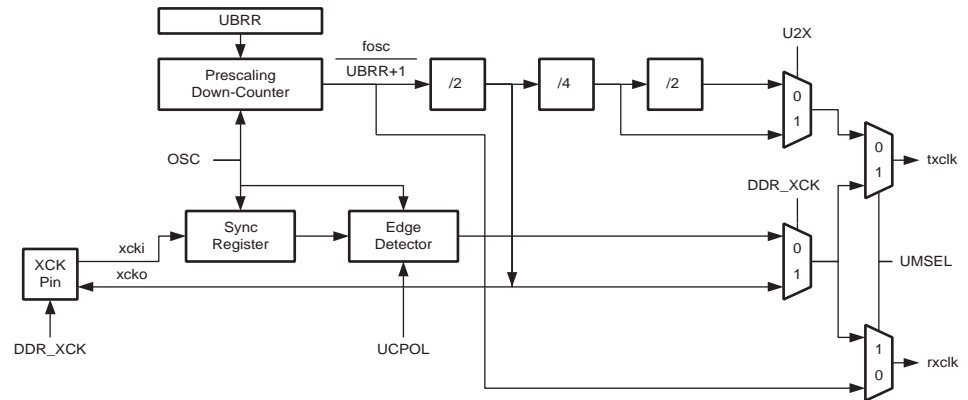 UBRR
U2X
fosc
UBRR+1
Prescaling
Down-Counter
/2
/4
/2
0
1
OSC
0
1
txclk
DDR_XCK
Sync
Register
Edge
Detector
xcki
0
1
XCK
Pin
xcko
UMSEL
DDR_XCK
UCPOL
1
0
rxclk